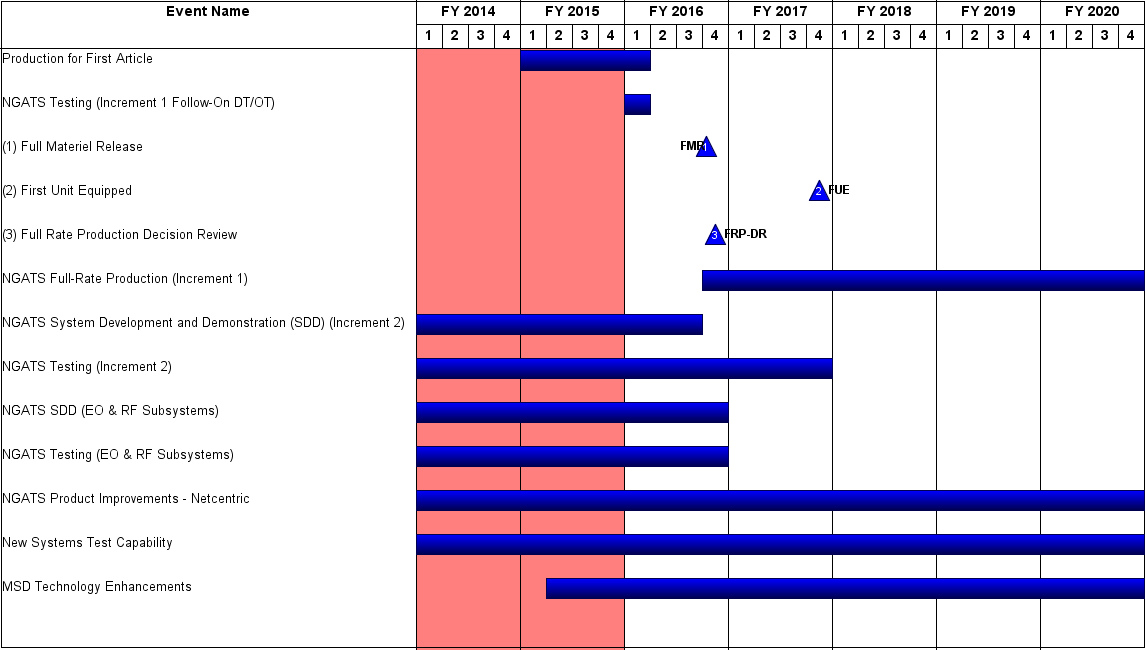 Event Name FY 2014 FY 2015 FY 2016 FY 2017 FY 2018 FY 2019 FY 2020
1 2 3 4 1 2 3 4 1 2 3 4 1 2 3 4 1 2 3 4 1 2 3 4 1 2 3 4
Production for First Article
NGATS Testing (Increment 1 Follow-On DT/OT)
(1) Full Materiel Release FMR 1
(2) First Unit Equipped 2 FUE
(3) Full Rate Production Decision Review 3 FRP-DR
NGATS Full-Rate Production (Increment 1)
NGATS System Development and Demonstration (SDD) (Increment 2)
NGATS Testing (Increment 2)
NGATS SDD (EO & RF Subsystems)
NGATS Testing (EO & RF Subsystems)
NGATS Product Improvements - Netcentric
New Systems Test Capability
MSD Technology Enhancements